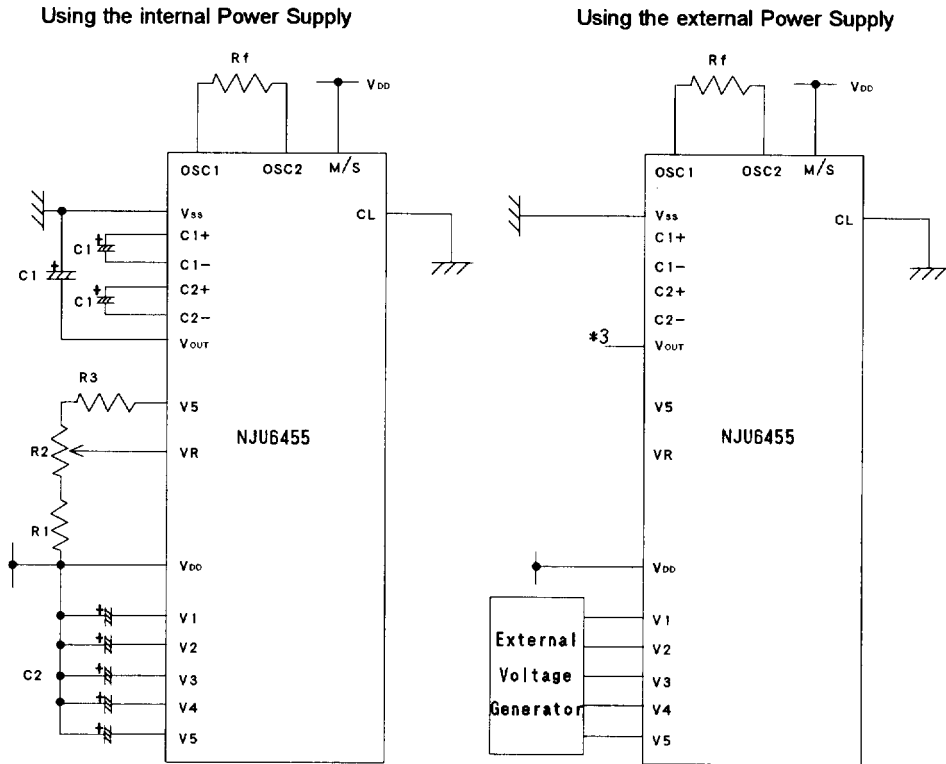 Using the internal Power Supply
Rf
VDD
OSC1 OSC2 M/S
VSS
CL
C1+
C1
C1-
C1
C2+
C1
C2-
VOUT
R3
V5
NJU6455
R2
VR
R1
VDD
V1
V2
C2
V3
V4
V5
Using the external Power Supply
Rf
VDD
OSC1 OSC2 M/S
VSS
CL
C1+
C1-
C2+
C2-
*3
VOUT
V5
NJU6455
VR
VDD
External
Voltage
Generator
V1
V2
V3
V4
V5